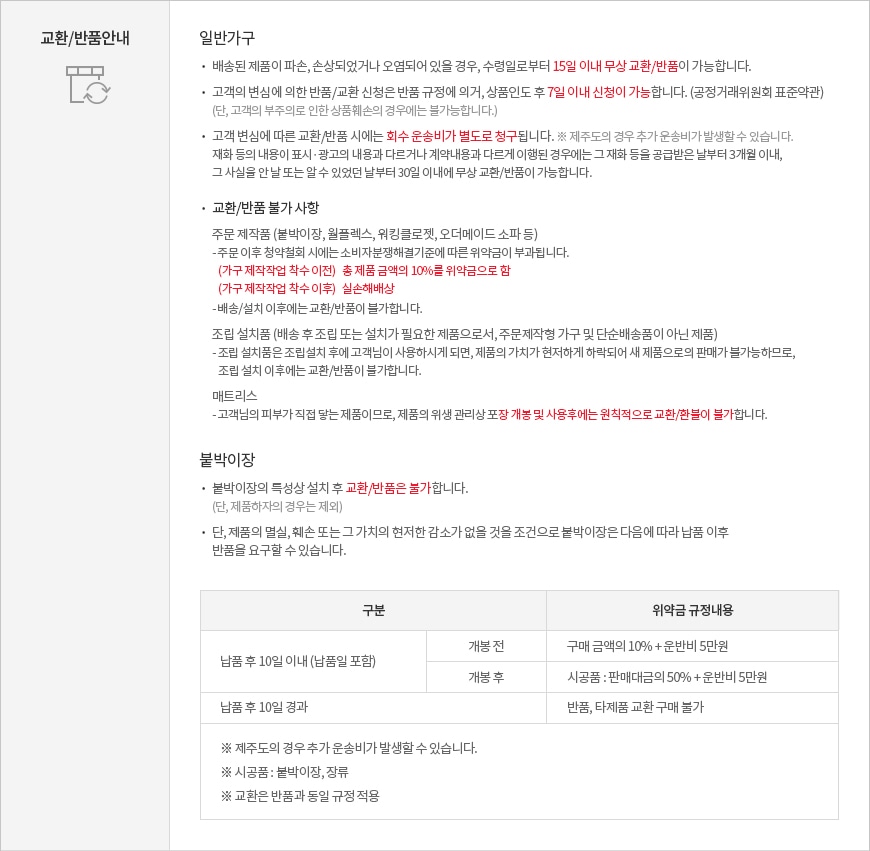 교환/반품안내
일반가구
· 배송된 제품이 파손, 손상되었거나 오염되어 있을 경우, 수령일로부터 15일 이내 무상 교환/반품이 가능합니다.
· 고객의 변심에 의한 반품/교환 신청은 반품 규정에 의거, 상품인도 후 7일 이내 신청이 가능합니다. (공정거래위원회 표준약관)
(단, 고객의 부주의로 인한 상품훼손의 경우에는 불가능합니다.)
· 고객 변심에 따른 교환/반품 시에는 회수 운송비가 별도로 청구됩니다. ※ 제주도의 경우 추가 운송비가 발생할 수 있습니다.
재화 등의 내용이 표시·광고의 내용과 다르거나 계약내용과 다르게 이행된 경우에는 그 재화 등을 공급받은 날부터 3개월 이내,
그 사실을 안 날 또는 알 수 있었던 날부터 30일 이내에 무상 교환/반품이 가능합니다.
· 교환/반품 불가 사항
주문 제작품 (붙박이장, 월플렉스, 워킹클로젯, 오더메이드 소파 등)
- 주문 이후 청약철회 시에는 소비자분쟁해결기준에 따른 위약금이 부과됩니다.
(가구 제작작업 착수 이전) 총 제품 금액의 10%를 위약금으로 함
(가구 제작작업 착수 이후) 실손해배상
- 배송/설치 이후에는 교환/반품이 불가합니다.
조립 설치품 (배송 후 조립 또는 설치가 필요한 제품으로서, 주문제작형 가구 및 단순배송품이 아닌 제품)
- 조립 설치품은 조립설치 후에 고객님이 사용하시게 되면, 제품의 가치가 현저하게 하락되어 새 제품으로의 판매가 불가능하므로,
조립 설치 이후에는 교환/반품이 불가합니다.
매트리스
- 고객님의 피부가 직접 닿는 제품이므로, 제품의 위생 관리상 포장 개봉 및 사용후에는 원칙적으로 교환/환불이 불가합니다.
붙박이장
· 붙박이장의 특성상 설치 후 교환/반품은 불가합니다.
(단, 제품하자의 경우는 제외)
· 단, 제품의 멸실, 훼손 또는 그 가치의 현저한 감소가 없을 것을 조건으로 붙박이장은 다음에 따라 납품 이후
반품을 요구할 수 있습니다.
구분 위약금 규정내용
납품 후 10일 이내 (납품일 포함) 개봉 전 구매 금액의 10% + 운반비 5만원
개봉 후 시공품 : 판매대금의 50% + 운반비 5만원
납품 후 10일 경과 반품, 타제품 교환 구매 불가
※ 제주도의 경우 추가 운송비가 발생할 수 있습니다.
※ 시공품 : 붙박이장, 장류
※ 교환은 반품과 동일 규정 적용